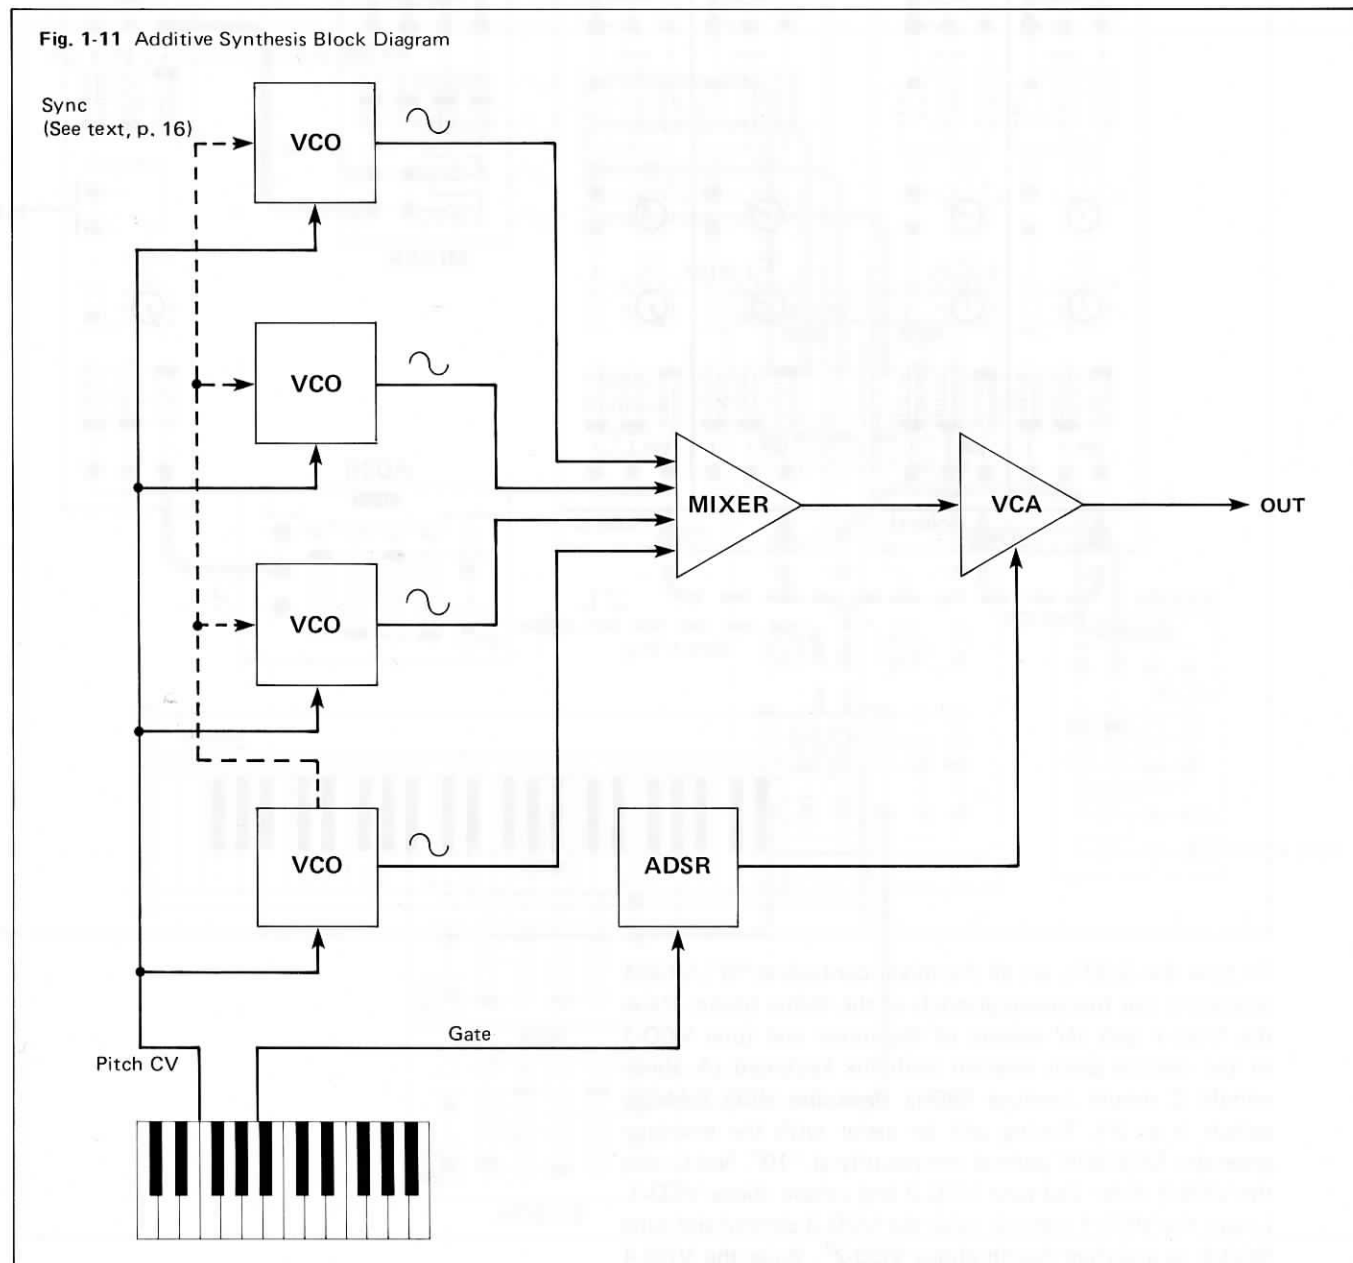 Fig. 1-11 Additive Synthesis Block Diagram
Sync
(See text, p. 16)
VCO
VCO
MIXER
VCA
OUT
VCO
VCO
ADSR
Gate
Pitch CV